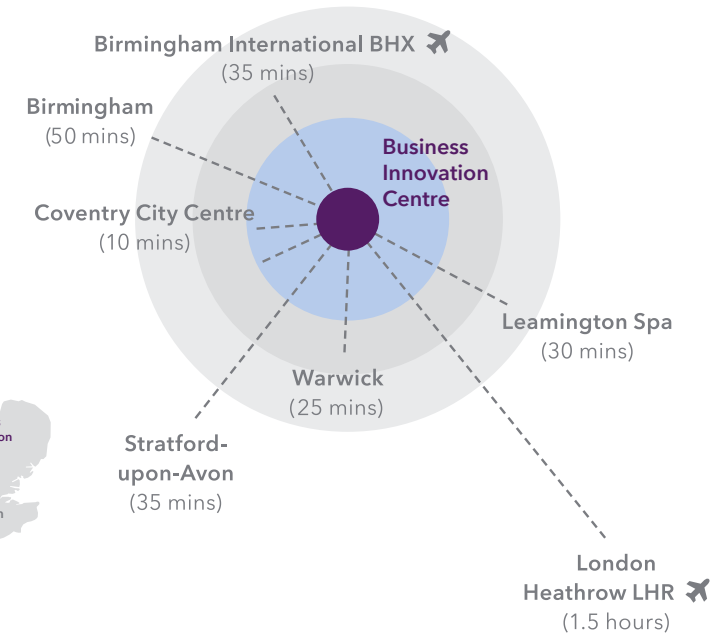 Birmingham International BHX
(35 mins)
Birmingham
(50 mins)
Business
Innovation
Centre
Coventry City Centre
(10 mins)
Leamington Spa
(30 mins)
Warwick
(25 mins)
Stratford-
upon-Avon
(35 mins)
London
Heathrow LHR
(1.5 hours)